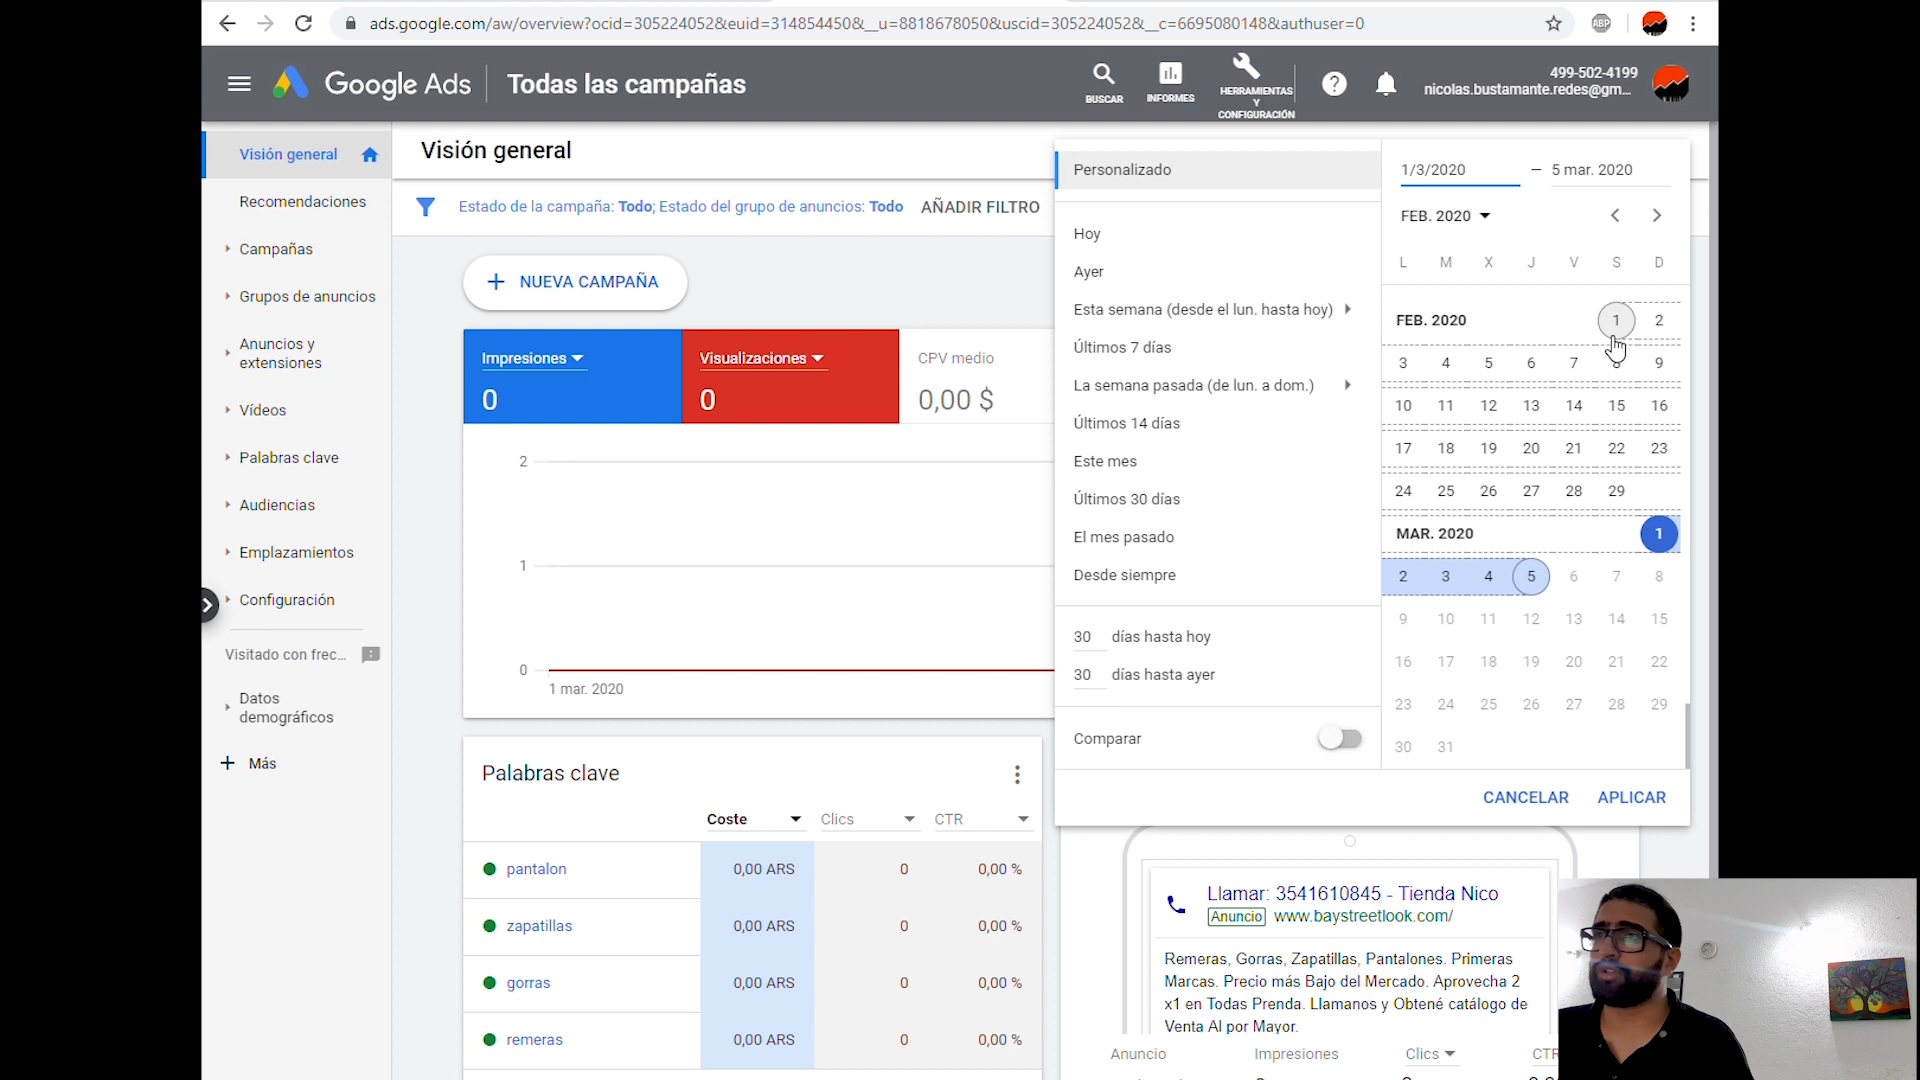 ads.google.com/aw/overview?ocid=305224052&euid=314854450&__u=8818678050&uscid=305224052&__c=6695080148&authuser=0
ABP
Google Ads
Todas las campañas
BUSCAR
INFORMES
HERRAMIENTAS
Y
CONFIGURACIÓN
499-502-4199
nicolas.bustamante.redes@gm...
Visión general
Recomendaciones
Campañas
Grupos de anuncios
Anuncios y
extensiones
Vídeos
Palabras clave
Audiencias
Emplazamientos
Configuración
Visitado con frec...
Datos
demográficos
Más
Visión general
Estado de la campaña: Todo; Estado del grupo de anuncios: Todo AÑADIR FILTRO
NUEVA CAMPAÑA
Impresiones
0
Visualizaciones
0
CPV medio
0,00 $
2
1
0
1 mar. 2020
Palabras clave
Coste Clics CTR
pantalon 0,00 ARS 0 0,00 %
zapatillas 0,00 ARS 0 0,00 %
gorras 0,00 ARS 0 0,00 %
remeras 0,00 ARS 0 0,00 %
Personalizado
Hoy
Ayer
Esta semana (desde el lun. hasta hoy)
Últimos 7 días
La semana pasada (de lun. a dom.)
Últimos 14 días
Este mes
Últimos 30 días
El mes pasado
Desde siempre
30 días hasta hoy
30 días hasta ayer
Comparar
1/3/2020 – 5 mar. 2020
FEB. 2020
L M X J V S D
FEB. 2020 1 2
3 4 5 6 7 8 9
10 11 12 13 14 15 16
17 18 19 20 21 22 23
24 25 26 27 28 29
MAR. 2020 1
2 3 4 5 6 7 8
9 10 11 12 13 14 15
16 17 18 19 20 21 22
23 24 25 26 27 28 29
30 31
CANCELAR APLICAR
Llamar: 3541610845 - Tienda Nico
Anuncio www.baystreetlook.com/
Remeras, Gorras, Zapatillas, Pantalones. Primeras
Marcas. Precio más Bajo del Mercado. Aprovecha 2
x1 en Todas Prenda. Llamanos y Obtené catálogo de
Venta Al por Mayor.
Anuncio Impresiones Clics CTR